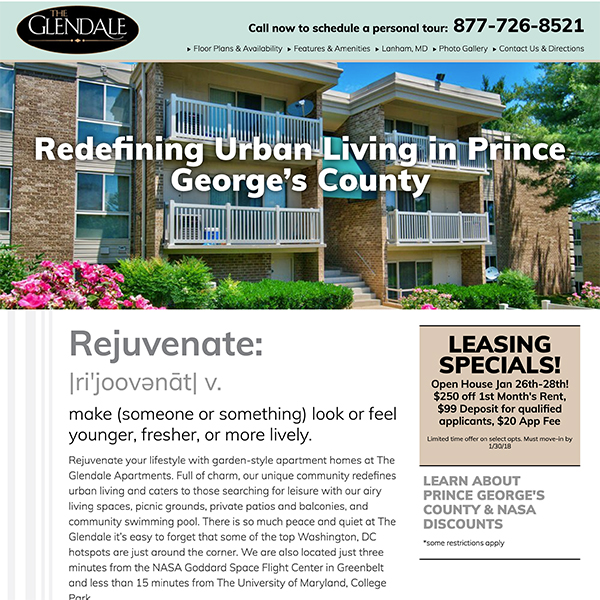 THE
GLENDALE
Call now to schedule a personal tour: 877-726-8521
▸ Floor Plans & Availability ▸ Features & Amenities ▸ Lanham, MD ▸ Photo Gallery ▸ Contact Us & Directions
Redefining Urban Living in Prince
George's County
Rejuvenate:
|ri'joovənāt| v.
make (someone or something) look or feel
younger, fresher, or more lively.
Rejuvenate your lifestyle with garden-style apartment homes at The
Glendale Apartments. Full of charm, our unique community redefines
urban living and caters to those searching for leisure with our airy
living spaces, picnic grounds, private patios and balconies, and
community swimming pool. There is so much peace and quiet at The
Glendale it's easy to forget that some of the top Washington, DC
hotspots are just around the corner. We are also located just three
minutes from the NASA Goddard Space Flight Center in Greenbelt
and less than 15 minutes from The University of Maryland, College
Park.
LEASING
SPECIALS!
Open House Jan 26th-28th!
$250 off 1st Month's Rent,
$99 Deposit for qualified
applicants, $20 App Fee
Limited time offer on select apts. Must move-in by
1/30/18
LEARN ABOUT
PRINCE GEORGE'S
COUNTY & NASA
DISCOUNTS
*some restrictions apply